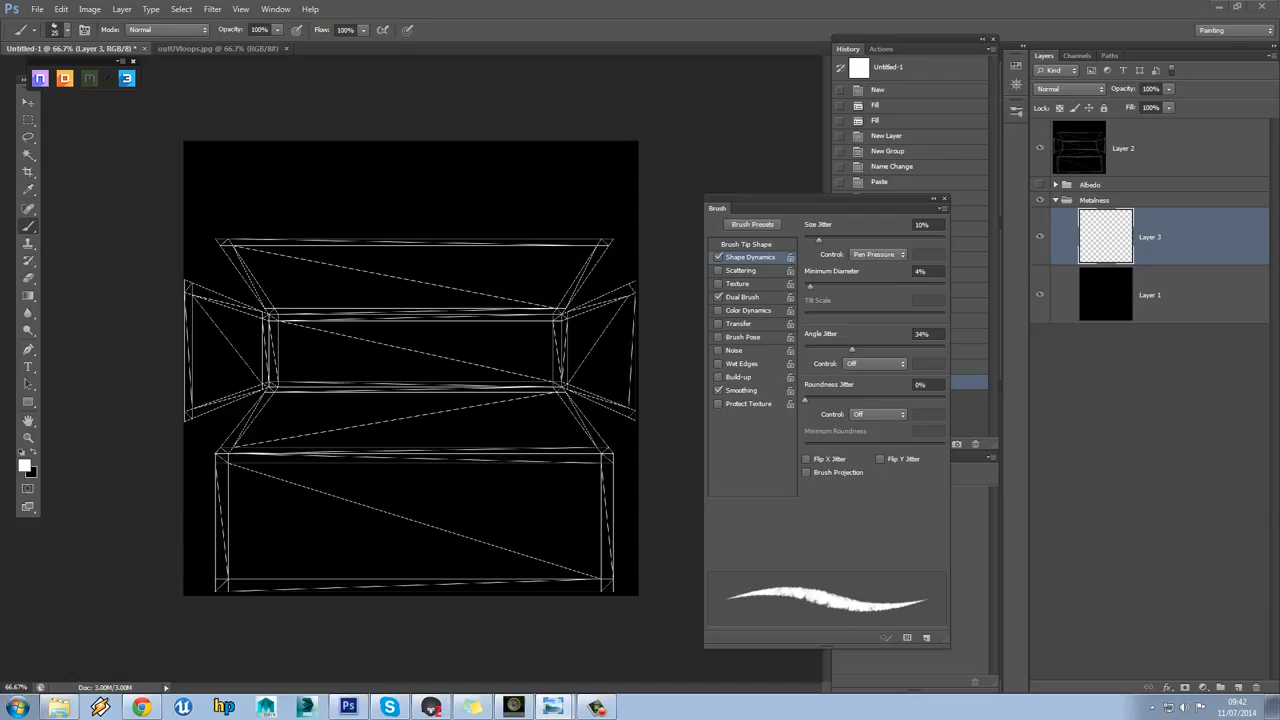 Ps File Edit Image Layer Type Select Filter View Window Help
25 Mode: Normal Opacity: 100% Flow: 100% Painting
Untitled-1 @ 66.7% (Layer 3, RGB/8) * × outUVloops.jpg @ 66.7% (RGB/8#) ×
History Actions
Untitled-1
New
Fill
Fill
New Layer
New Group
Name Change
Paste
Brush
Brush Presets
Brush Tip Shape
Shape Dynamics
Scattering
Texture
Dual Brush
Color Dynamics
Transfer
Brush Pose
Noise
Wet Edges
Build-up
Smoothing
Protect Texture
Size Jitter 10%
Control: Pen Pressure
Minimum Diameter 4%
Tilt Scale
Angle Jitter 34%
Control: Off
Roundness Jitter 0%
Control: Off
Minimum Roundness
Flip X Jitter Flip Y Jitter
Brush Projection
Layers Channels Paths
Kind
Normal Opacity: 100%
Lock: Fill: 100%
Layer 2
Albedo
Metalness
Layer 3
Layer 1
66.67% Doc: 3.00M/3.00M
hp
Ps
09:42
11/07/2014